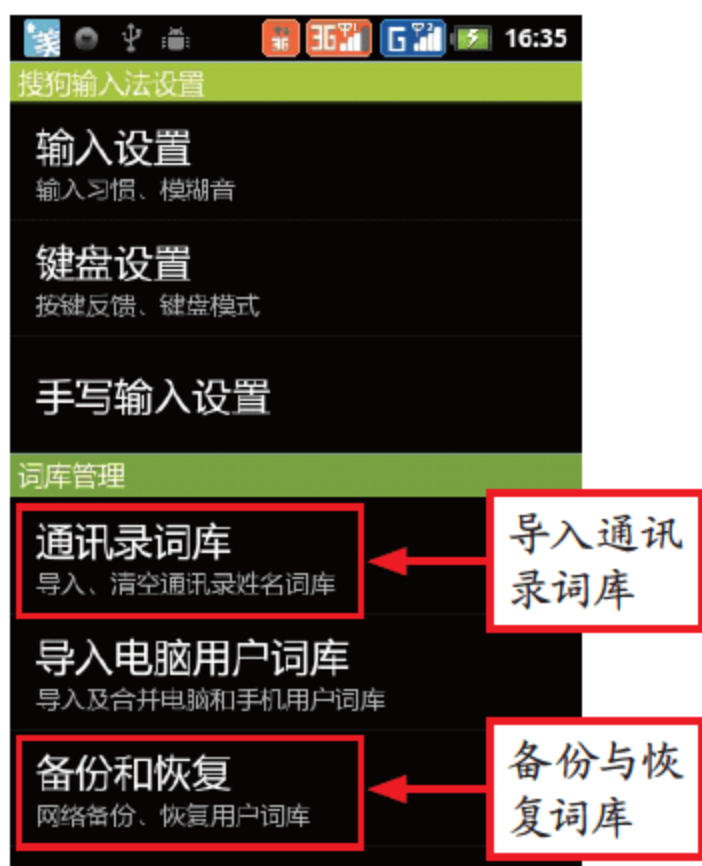 美
3G
3G 1
G 2
16:35
搜狗输入法设置
输入设置
输入习惯、模糊音
键盘设置
按键反馈、键盘模式
手写输入设置
词库管理
通讯录词库
导入、清空通讯录姓名词库
导入通讯
录词库
导入电脑用户词库
导入及合并电脑和手机用户词库
备份和恢复
网络备份、恢复用户词库
备份与恢
复词库